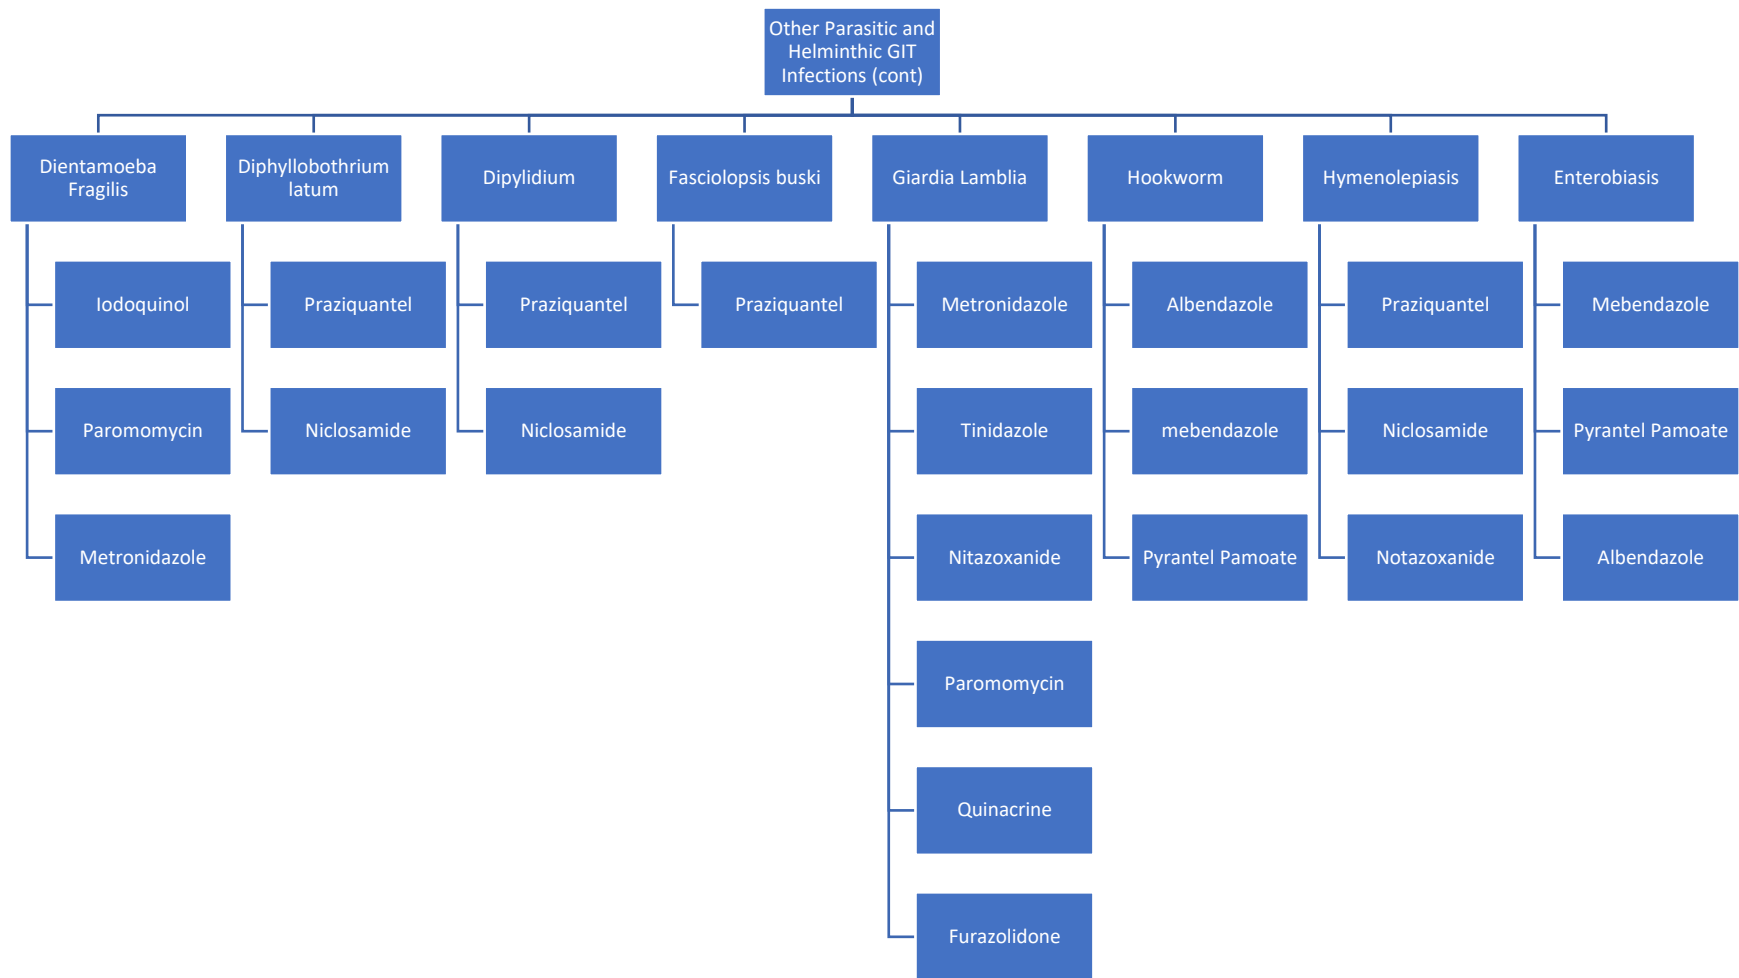 Other Parasitic and
Helminthic GIT
Infections (cont)
Dientamoeba
Fragilis
Iodoquinol
Paromomycin
Metronidazole
Diphyllobothrium
latum
Praziquantel
Niclosamide
Dipylidium
Praziquantel
Niclosamide
Fasciolopsis buski
Praziquantel
Giardia Lamblia
Metronidazole
Tinidazole
Nitazoxanide
Paromomycin
Quinacrine
Furazolidone
Hookworm
Albendazole
mebendazole
Pyrantel Pamoate
Hymenolepiasis
Praziquantel
Niclosamide
Notazoxanide
Enterobiasis
Mebendazole
Pyrantel Pamoate
Albendazole